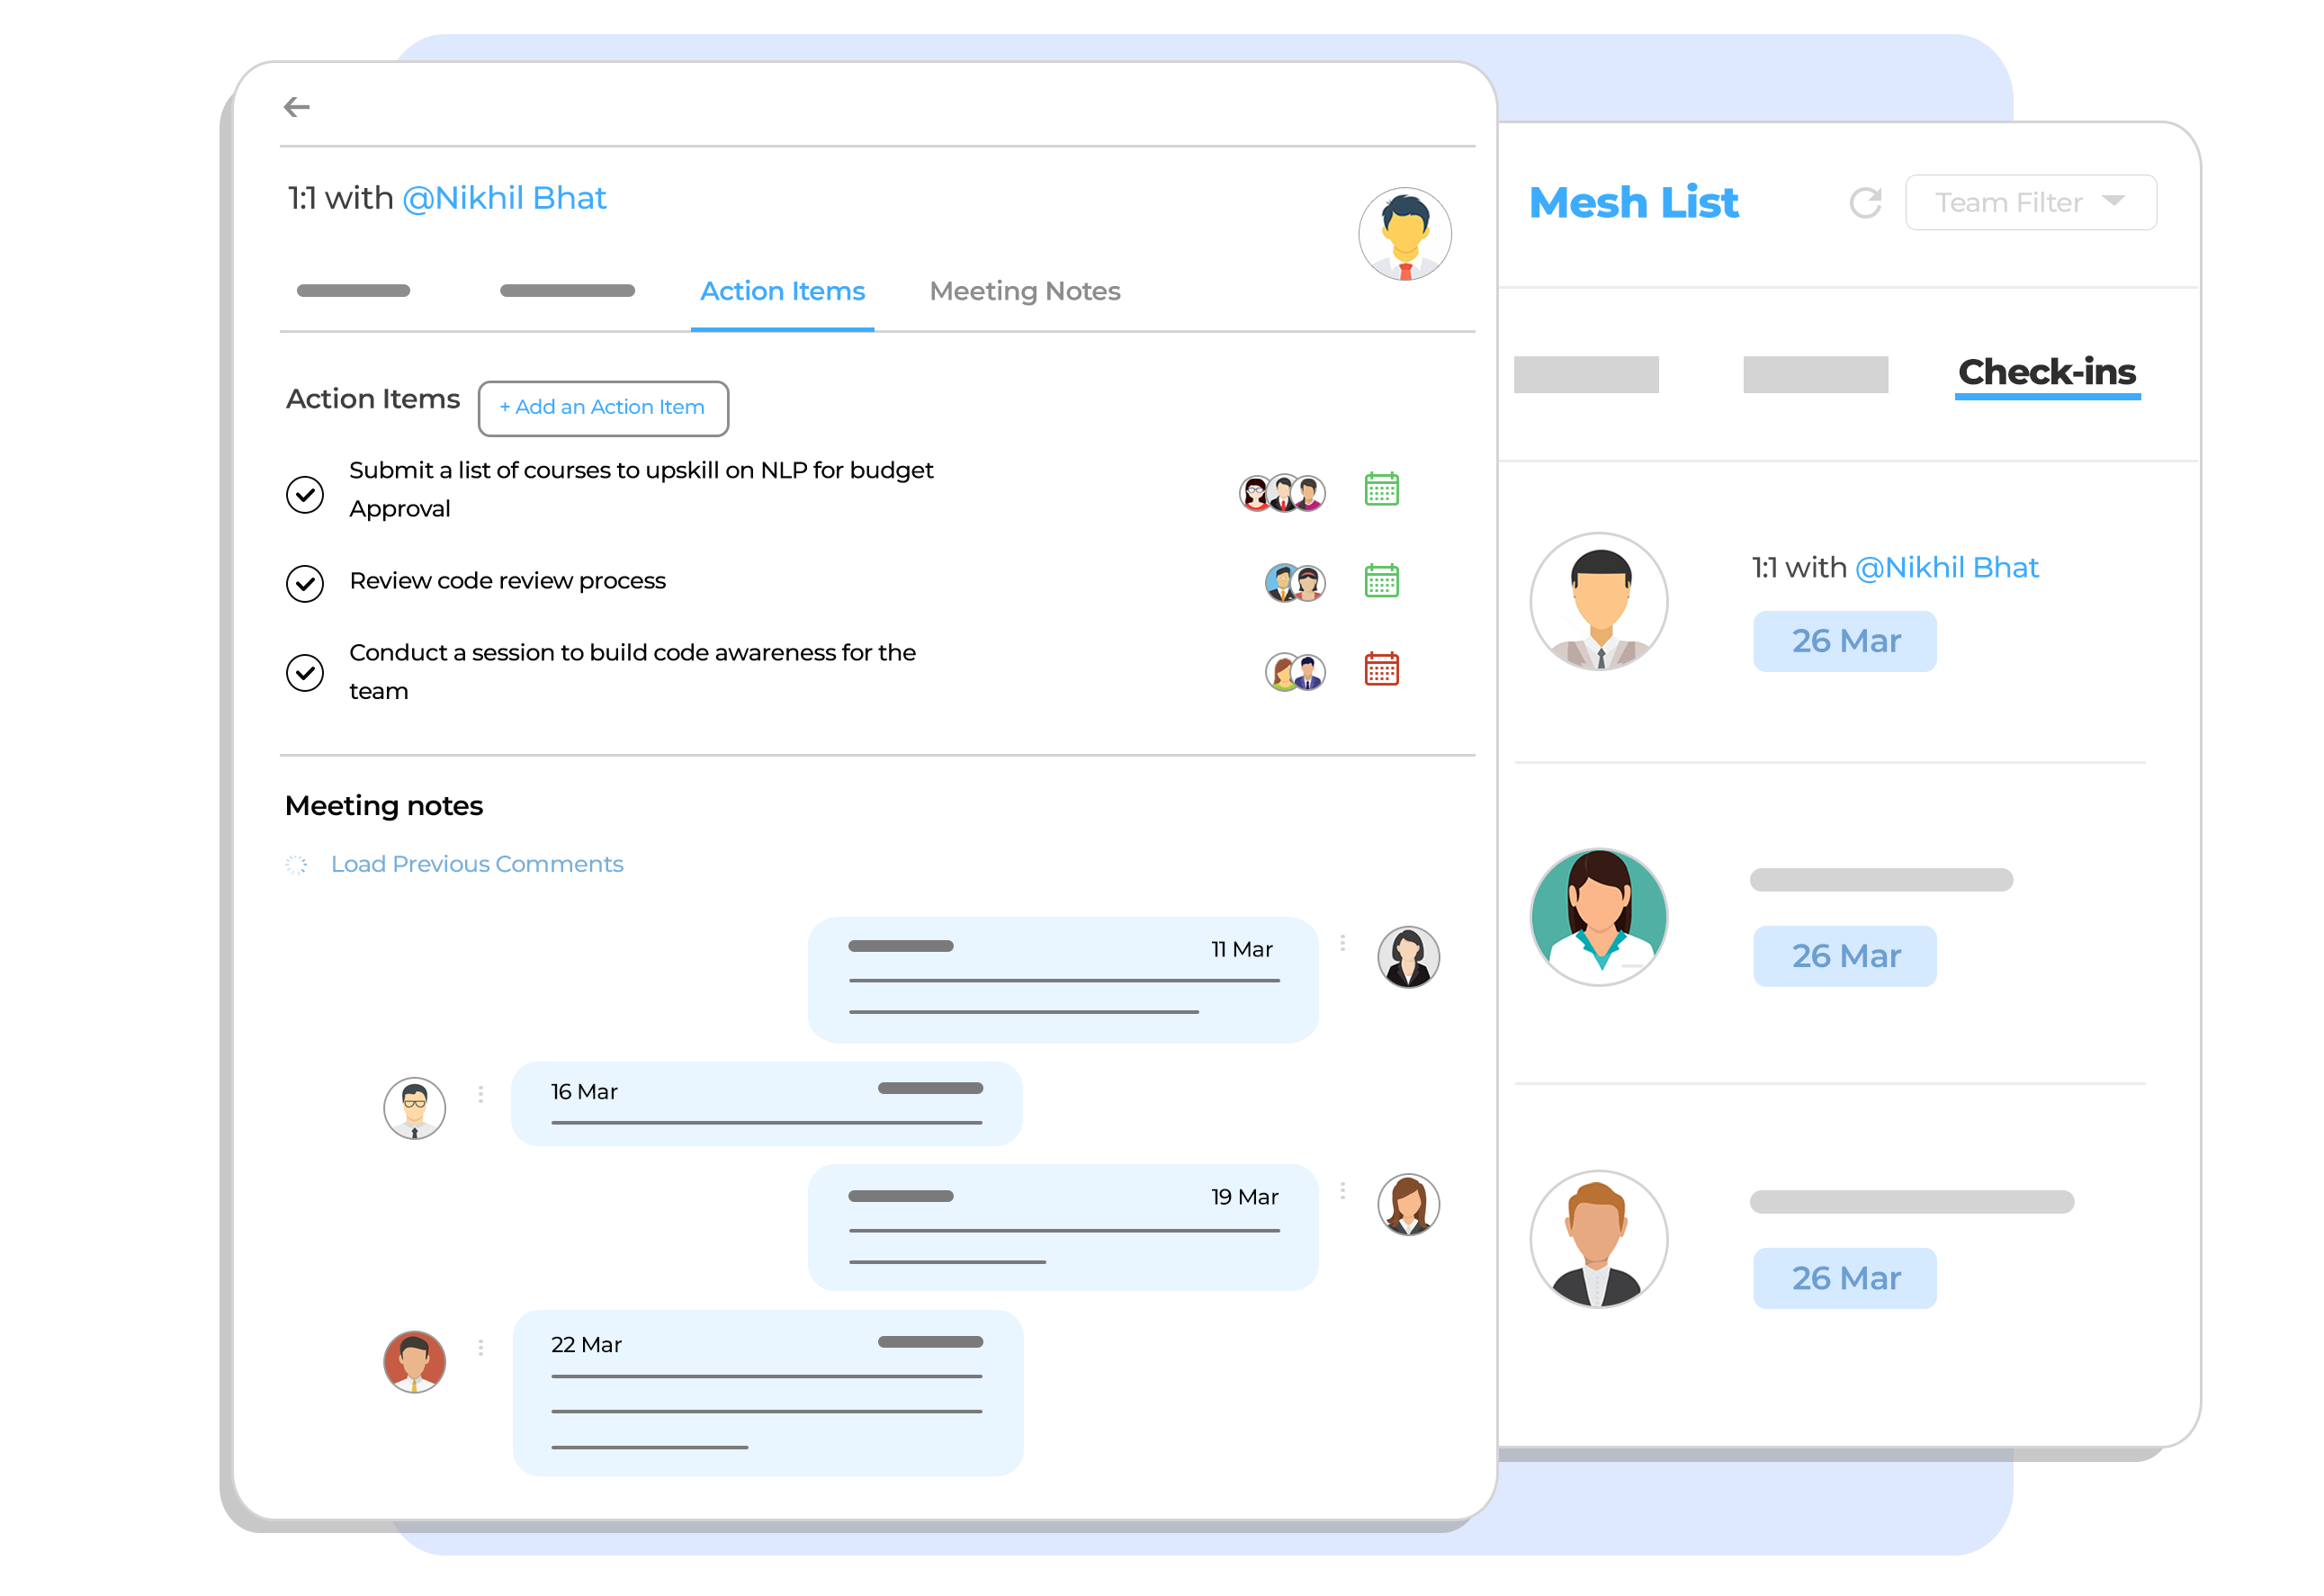 1:1 with @Nikhil Bhat
Action Items
Meeting Notes
Action Items
+ Add an Action Item
Submit a list of courses to upskill on NLP for budget
Approval
Review code review process
Conduct a session to build code awareness for the
team
Meeting notes
Load Previous Comments
11 Mar
16 Mar
19 Mar
22 Mar
Mesh List
Team Filter
Check-ins
1:1 with @Nikhil Bhat
26 Mar
26 Mar
26 Mar